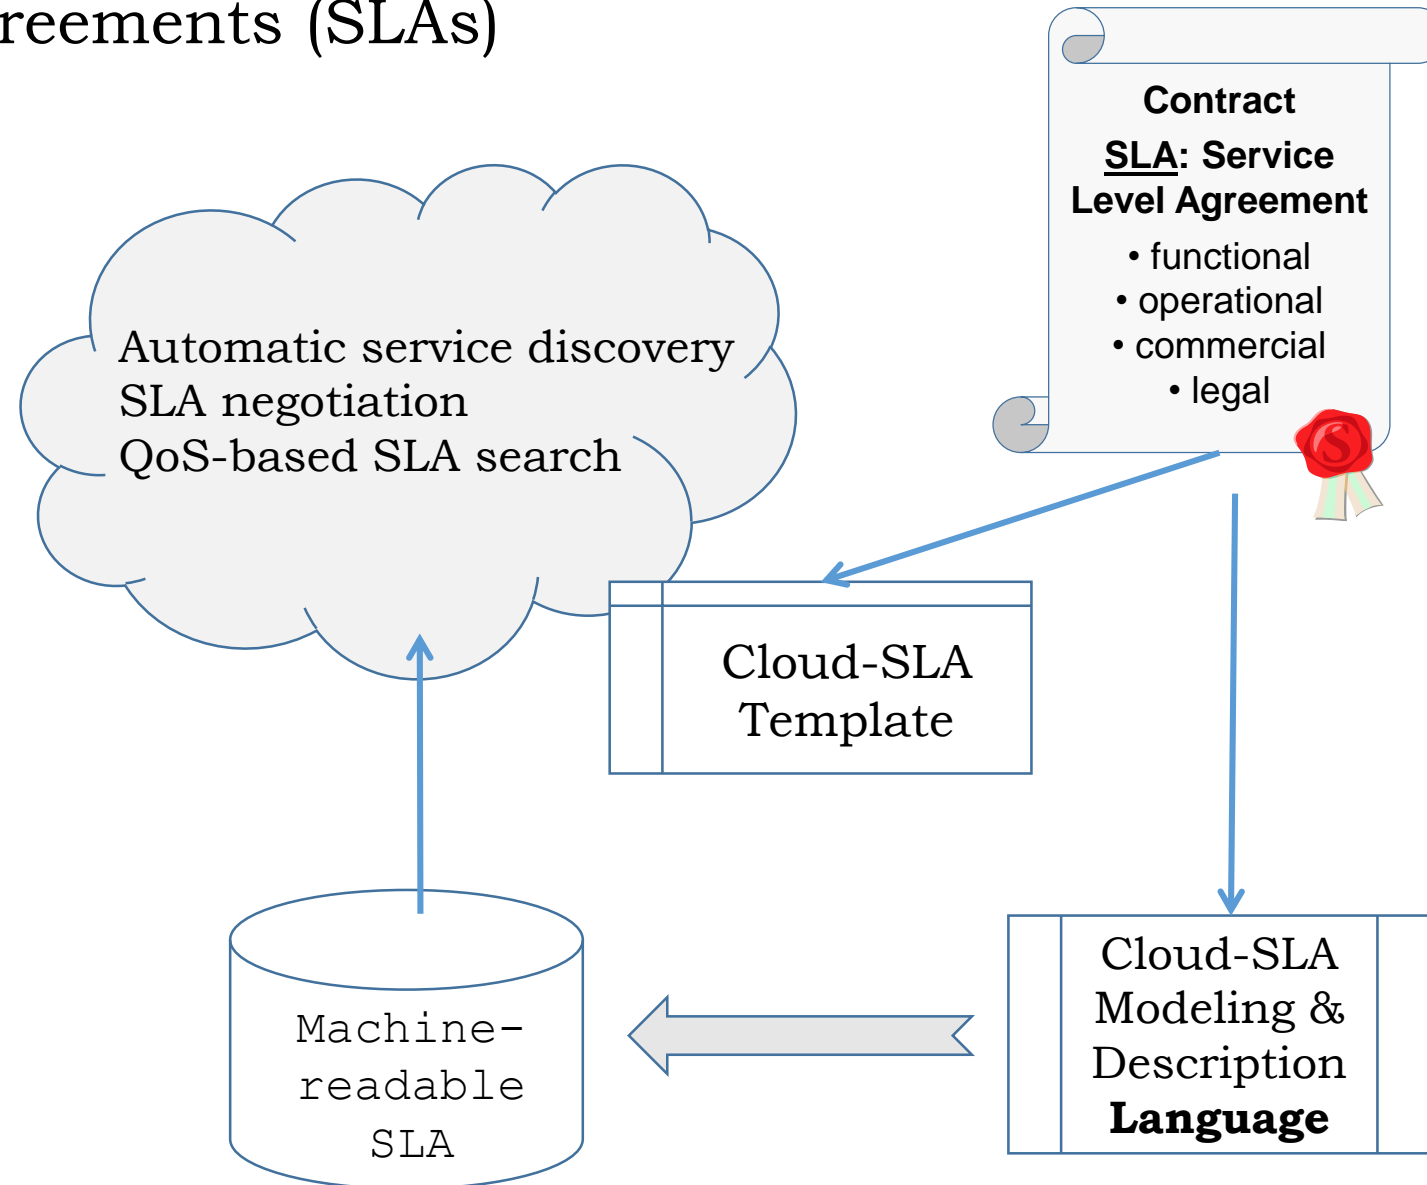 reements (SLAs)
Contract
SLA: Service
Level Agreement
• functional
• operational
• commercial
• legal
S
Automatic service discovery
SLA negotiation
QoS-based SLA search
Cloud-SLA
Template
Cloud-SLA
Modeling &
Description
Language
Machine-
readable
SLA